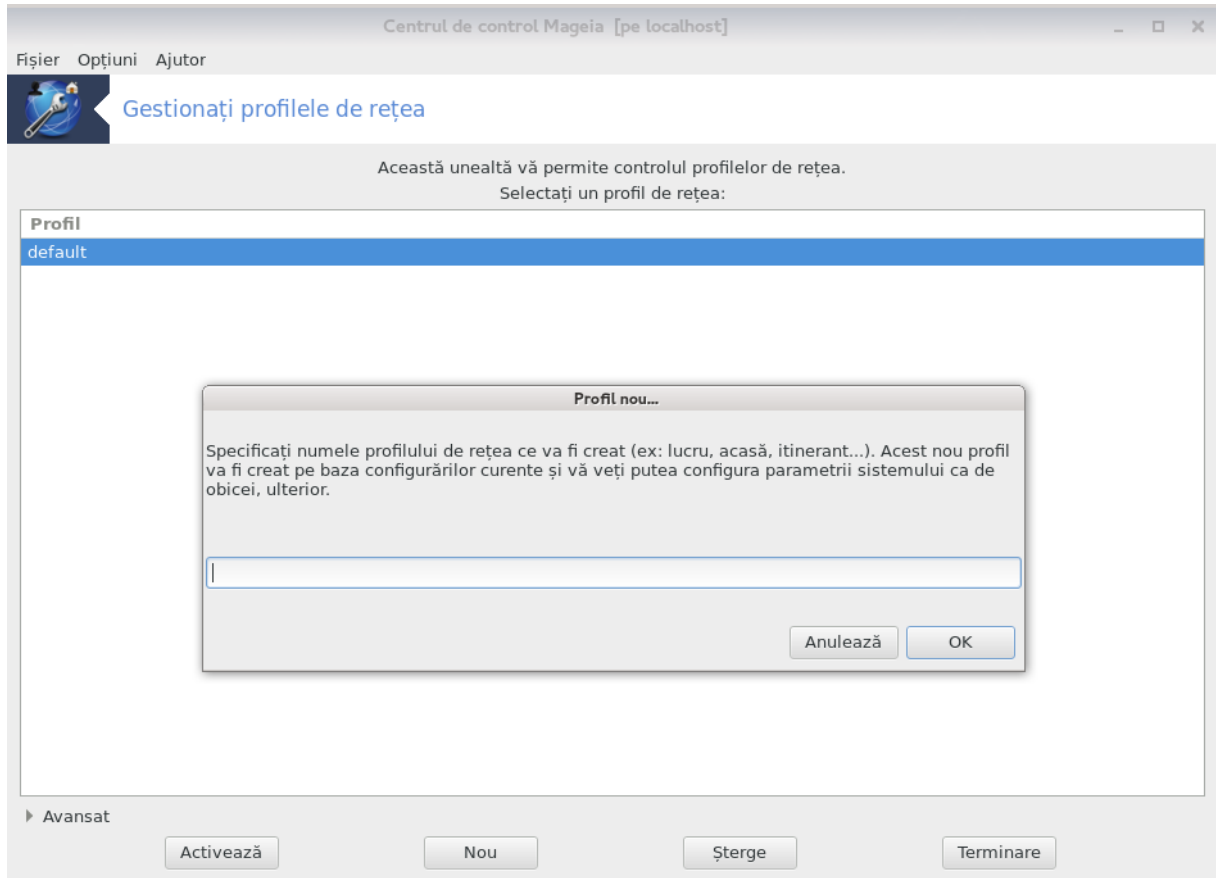 Centrul de control Mageia [pe localhost]
Fișier Opțiuni Ajutor
Gestionați profilele de rețea
Această unealtă vă permite controlul profilelor de rețea.
Selectați un profil de rețea:
Profil
default
Profil nou...
Specificați numele profilului de rețea ce va fi creat (ex: lucru, acasă, itinerant...). Acest nou profil
va fi creat pe baza configurărilor curente și vă veți putea configura parametrii sistemului ca de
obicei, ulterior.
Anulează OK
Avansat
Activează Nou Șterge Terminare